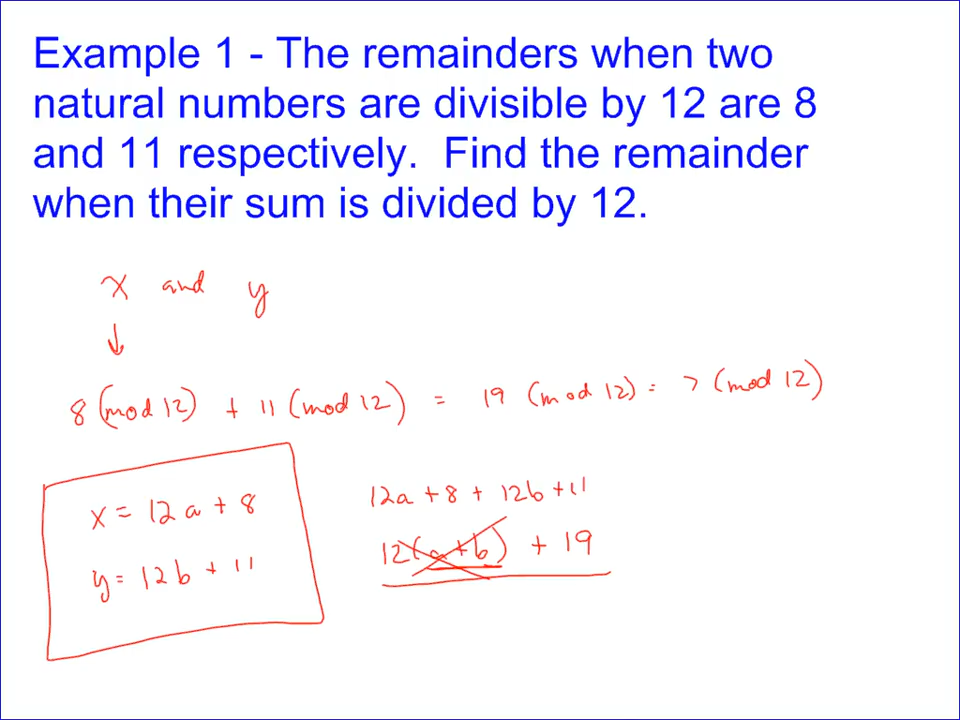 Example 1 - The remainders when two
natural numbers are divisible by 12 are 8
and 11 respectively.  Find the remainder
when their sum is divided by 12.
x and y
↓
8 (mod 12) + 11 (mod 12) = 19 (mod 12) = 7 (mod 12)
x = 12a + 8
y = 12b + 11
12a + 8 + 12b + 11
12(a+b) + 19